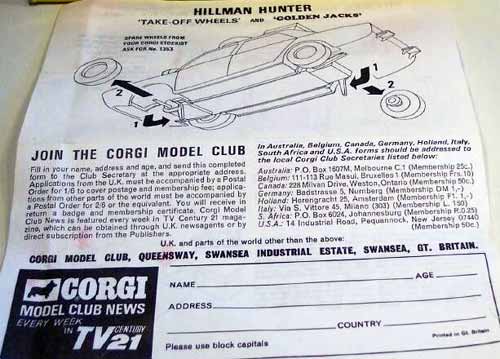 HILLMAN HUNTER
'TAKE-OFF WHEELS' AND 'GOLDEN JACKS'
SPARE WHEELS FROM
YOUR CORGI STOCKIST
ASK FOR No. 1353
2
1
1
2
JOIN THE CORGI MODEL CLUB
Fill in your name, address and age, and send this completed
form to the Club Secretary at the appropriate address.
Applications from the U.K. must be accompanied by a Postal
Order for 1/6 to cover postage and membership fee; applica-
tions from other parts of the world must be accompanied by
a Postal Order for 2/6 or the equivalent. You will receive in
return a badge and membership certificate. Corgi Model
Club News is featured every week in TV Century 21 maga-
zine, which can be obtained through U.K. newsagents or by
direct subscription from the Publishers.
In Australia, Belgium, Canada, Germany, Holland, Italy,
South Africa and U.S.A. forms should be addressed to
the local Corgi Club Secretaries listed below:
Australia: P.O. Box 1607M, Melbourne C.1 (Membership 25c.)
Belgium: 111-113 Rue Masui, Bruxelles 1 (Membership Frs. 10)
Canada: 228 Milvan Drive, Weston, Ontario (Membership 50c.)
Germany: Badstrasse 5, Nurnberg (Membership DM 1,-)
Holland: Herengracht 25, Amsterdam (Membership F1. 1,-)
Italy: Via S. Vittore 45, Milano (303) (Membership L. 150)
S. Africa: P.O. Box 6024, Johannesburg (Membership R.0.25)
U.S.A.: 14 Industrial Road, Pequannock, New Jersey 07440
(Membership 50c.)
U.K. and parts of the world other than the above:
CORGI MODEL CLUB, QUEENSWAY, SWANSEA INDUSTRIAL ESTATE, SWANSEA, GT. BRITAIN.
CORGI
MODEL CLUB NEWS
EVERY WEEK
IN TV CENTURY 21
NAME AGE
ADDRESS
COUNTRY
Please use block capitals
Printed in Gt. Britain